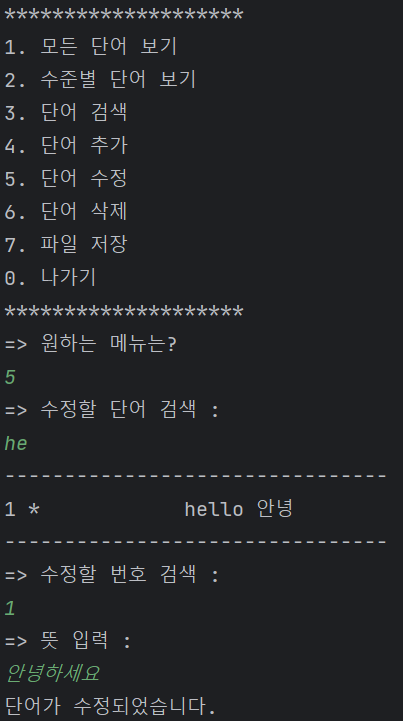 ********************
1. 모든 단어 보기
2. 수준별 단어 보기
3. 단어 검색
4. 단어 추가
5. 단어 수정
6. 단어 삭제
7. 파일 저장
0. 나가기
********************
=> 원하는 메뉴는?
5
=> 수정할 단어 검색 :
he
--------------------------------
1 *            hello 안녕
--------------------------------
=> 수정할 번호 검색 :
1
=> 뜻 입력 :
안녕하세요
단어가 수정되었습니다.